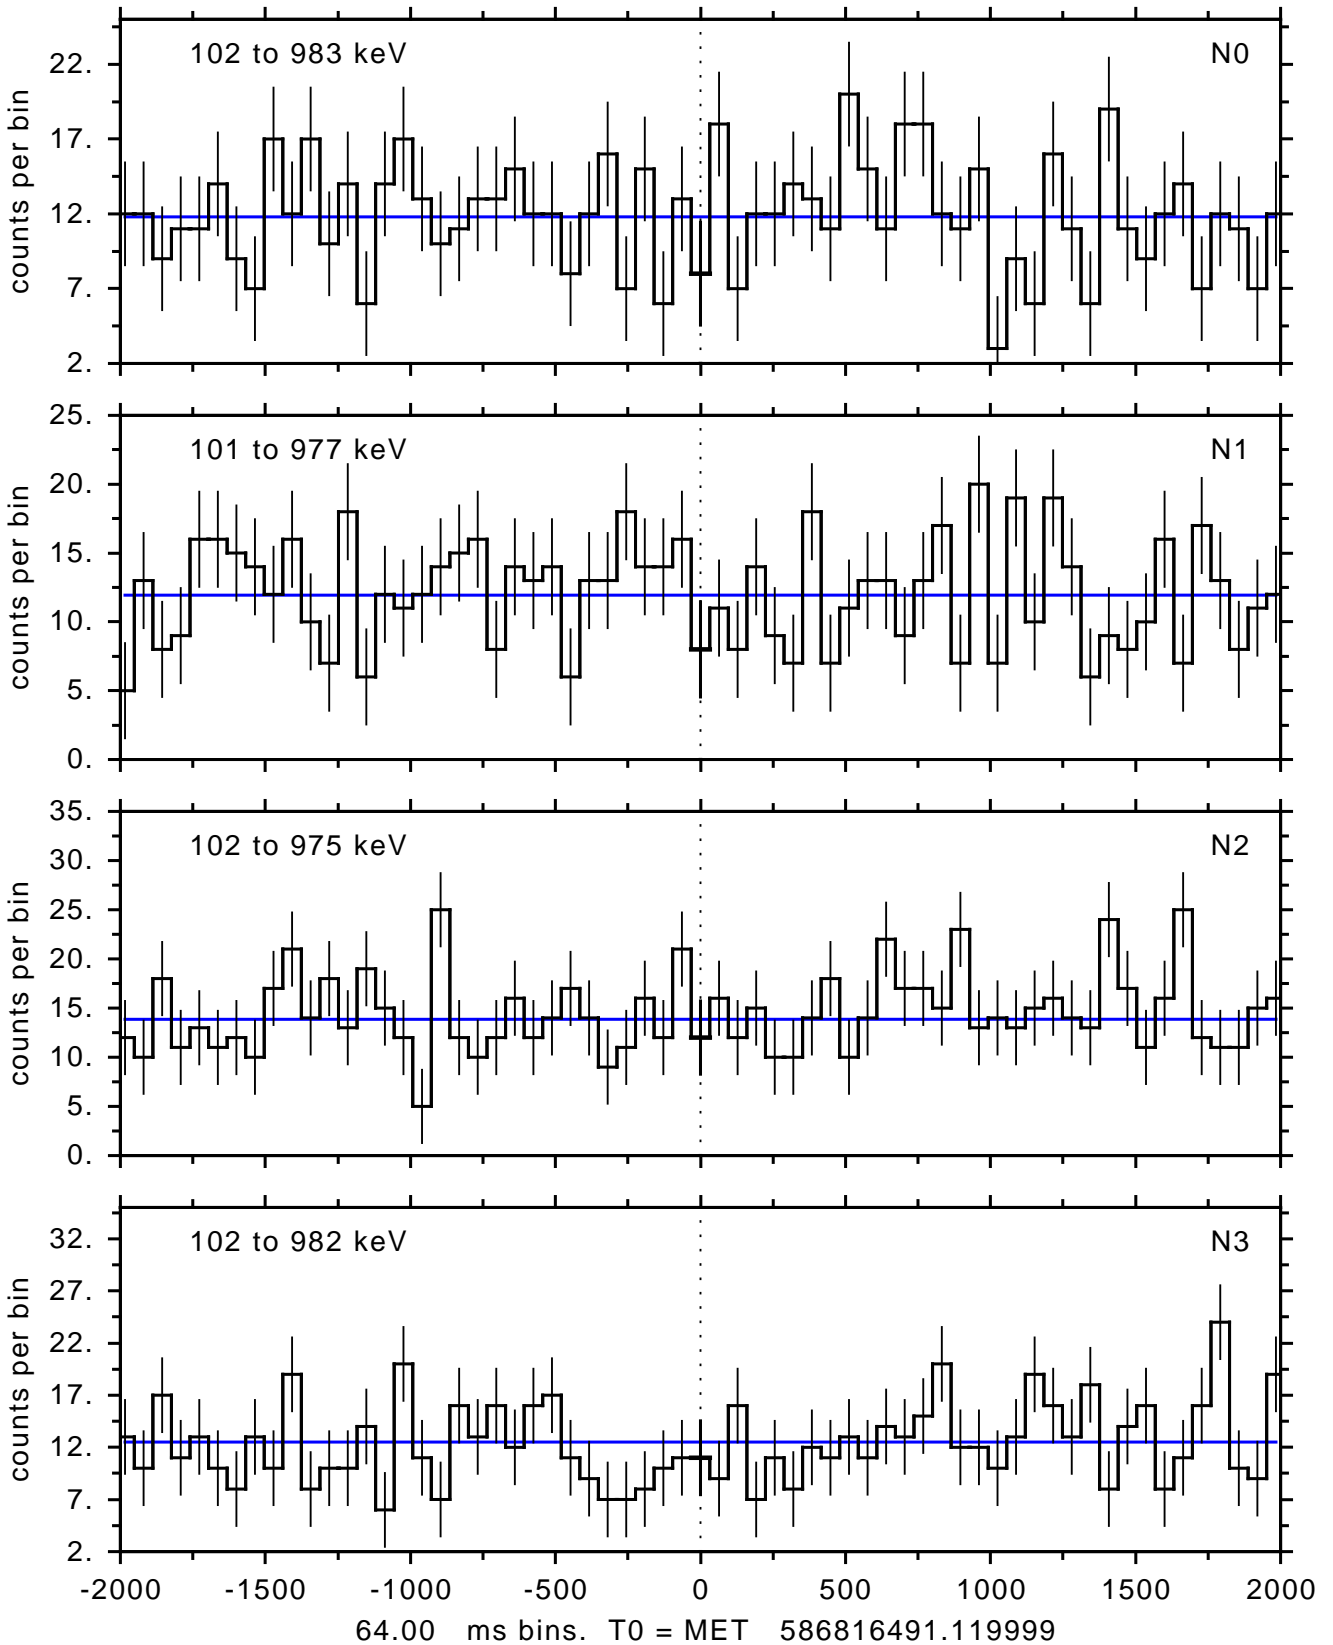 102 to 983 keV N0
22.
17.
12.
7.
2.
counts per bin
101 to 977 keV N1
25.
20.
15.
10.
5.
0.
counts per bin
102 to 975 keV N2
35.
30.
25.
20.
15.
10.
5.
0.
counts per bin
102 to 982 keV N3
32.
27.
22.
17.
12.
7.
2.
counts per bin
-2000 -1500 -1000 -500 0 500 1000 1500 2000
64.00 ms bins. T0 = MET 586816491.119999